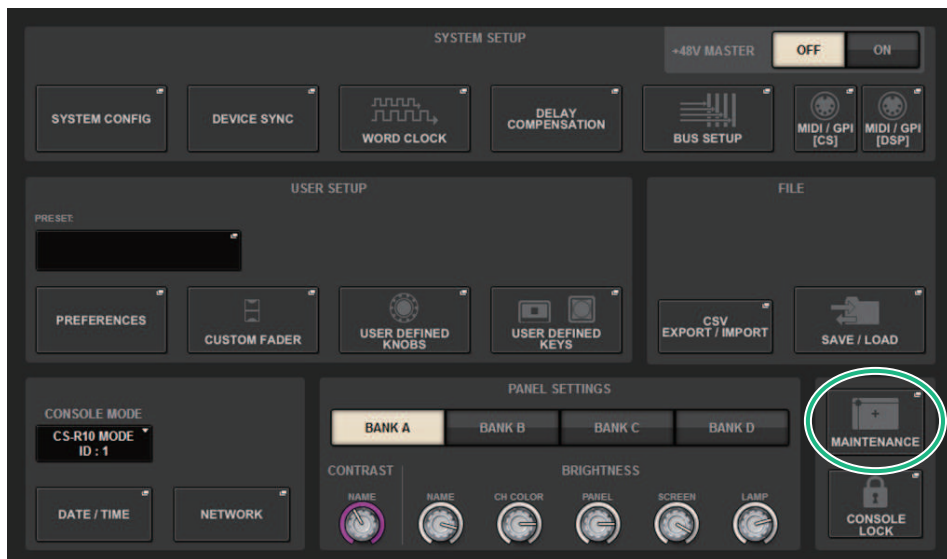 SYSTEM SETUP
+48V MASTER
OFF
ON
SYSTEM CONFIG
DEVICE SYNC
WORD CLOCK
DELAY
COMPENSATION
BUS SETUP
MIDI / GPI
[CS]
MIDI / GPI
[DSP]
USER SETUP
PRESET:
PREFERENCES
CUSTOM FADER
USER DEFINED
KNOBS
USER DEFINED
KEYS
FILE
CSV
EXPORT / IMPORT
SAVE / LOAD
CONSOLE MODE
CS-R10 MODE
ID : 1
DATE / TIME
NETWORK
PANEL SETTINGS
BANK A
BANK B
BANK C
BANK D
CONTRAST
BRIGHTNESS
NAME
NAME
CH COLOR
PANEL
SCREEN
LAMP
MAINTENANCE
CONSOLE
LOCK